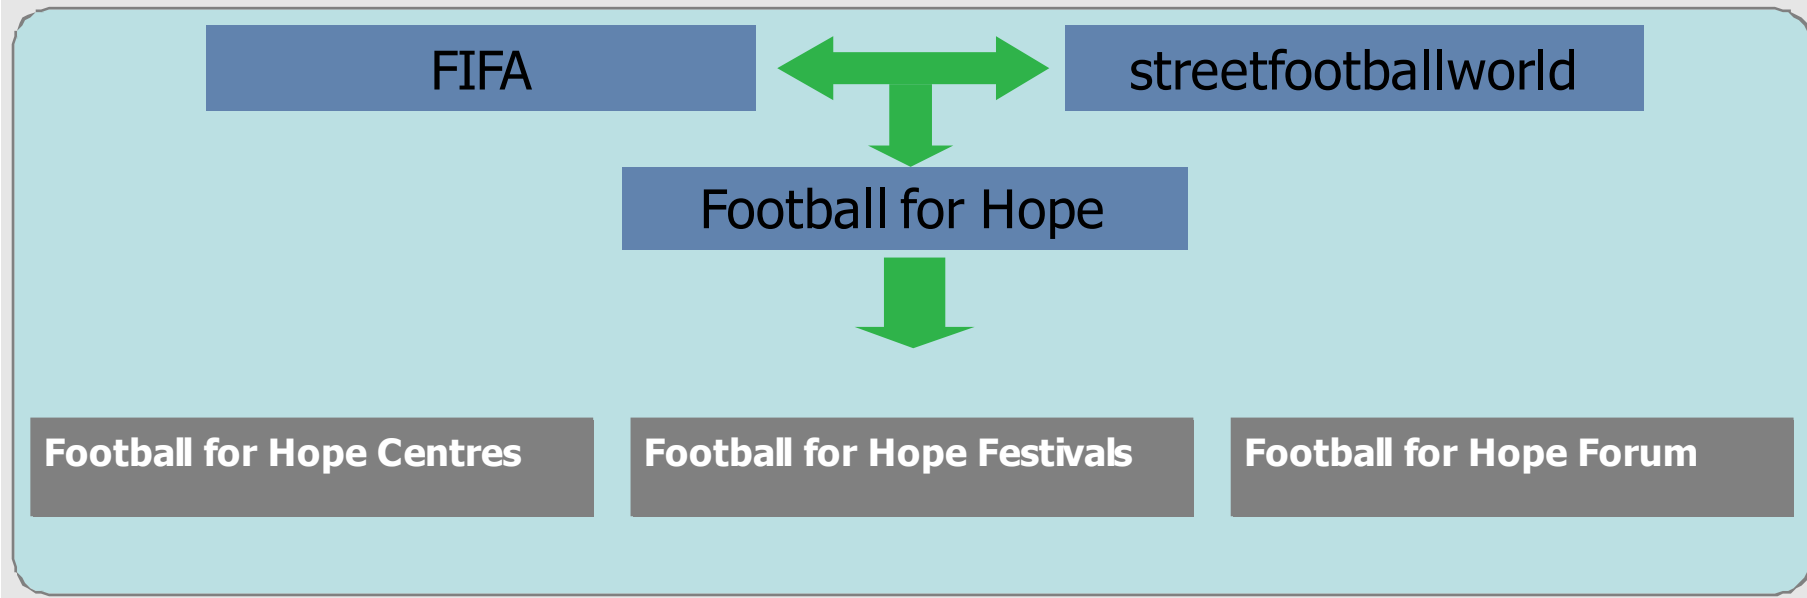 FIFA
streetfootballworld
Football for Hope
Football for Hope Centres
Football for Hope Festivals
Football for Hope Forum